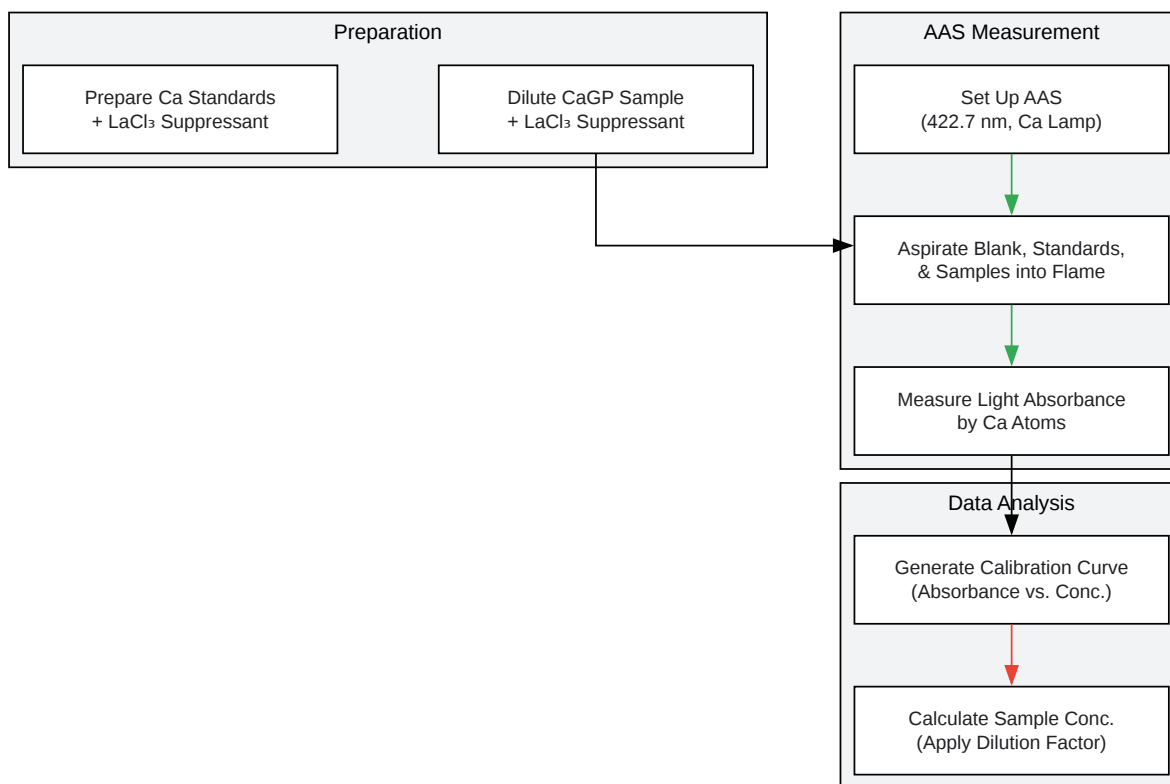 Preparation
Prepare Ca Standards
+ LaCl₃ Suppressant
Dilute CaGP Sample
+ LaCl₃ Suppressant
AAS Measurement
Set Up AAS
(422.7 nm, Ca Lamp)
Aspirate Blank, Standards,
& Samples into Flame
Measure Light Absorbance
by Ca Atoms
Data Analysis
Generate Calibration Curve
(Absorbance vs. Conc.)
Calculate Sample Conc.
(Apply Dilution Factor)